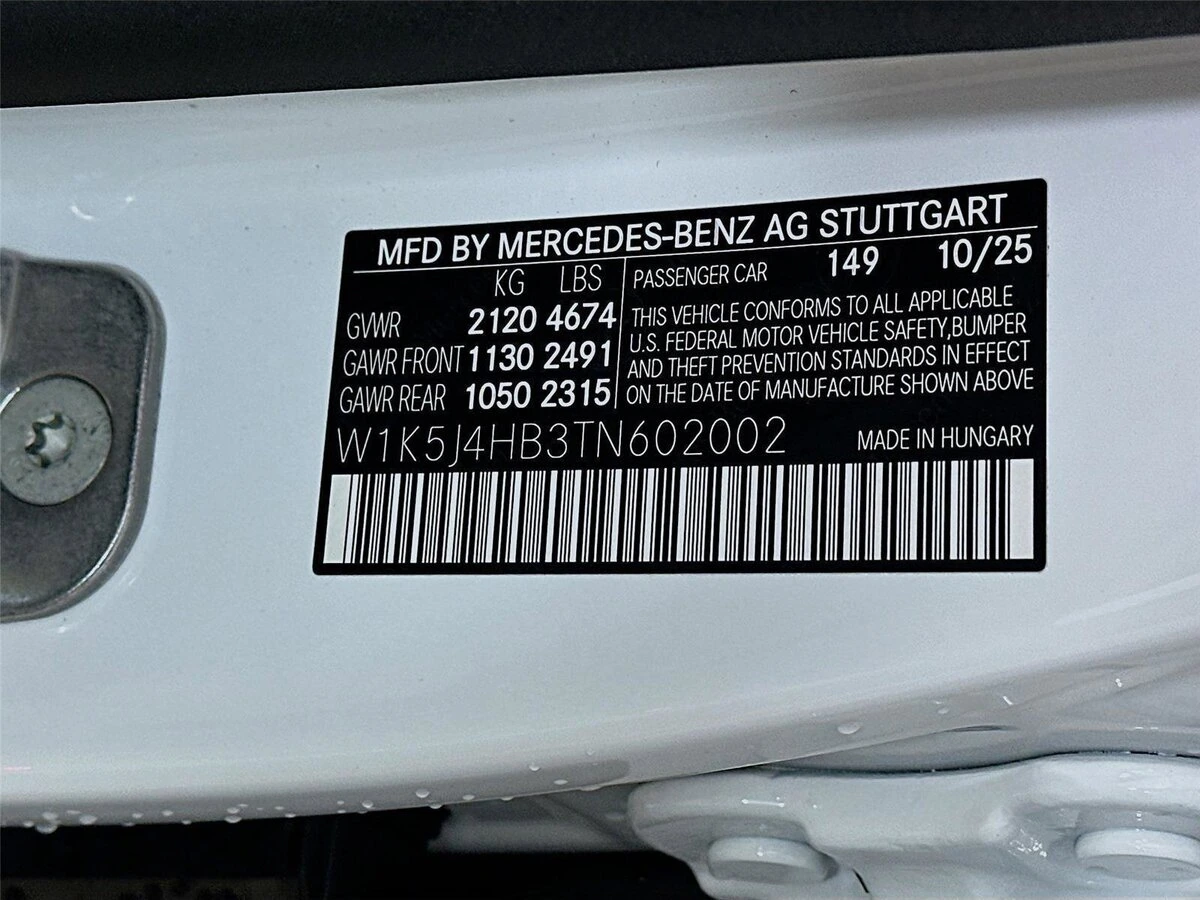 MFD BY MERCEDES-BENZ AG STUTTGART
KG LBS
GVWR 2120 4674
GAWR FRONT 1130 2491
GAWR REAR 1050 2315
PASSENGER CAR 149 10/25
THIS VEHICLE CONFORMS TO ALL APPLICABLE
U.S. FEDERAL MOTOR VEHICLE SAFETY,BUMPER
AND THEFT PREVENTION STANDARDS IN EFFECT
ON THE DATE OF MANUFACTURE SHOWN ABOVE
W1K5J4HB3TN602002 MADE IN HUNGARY